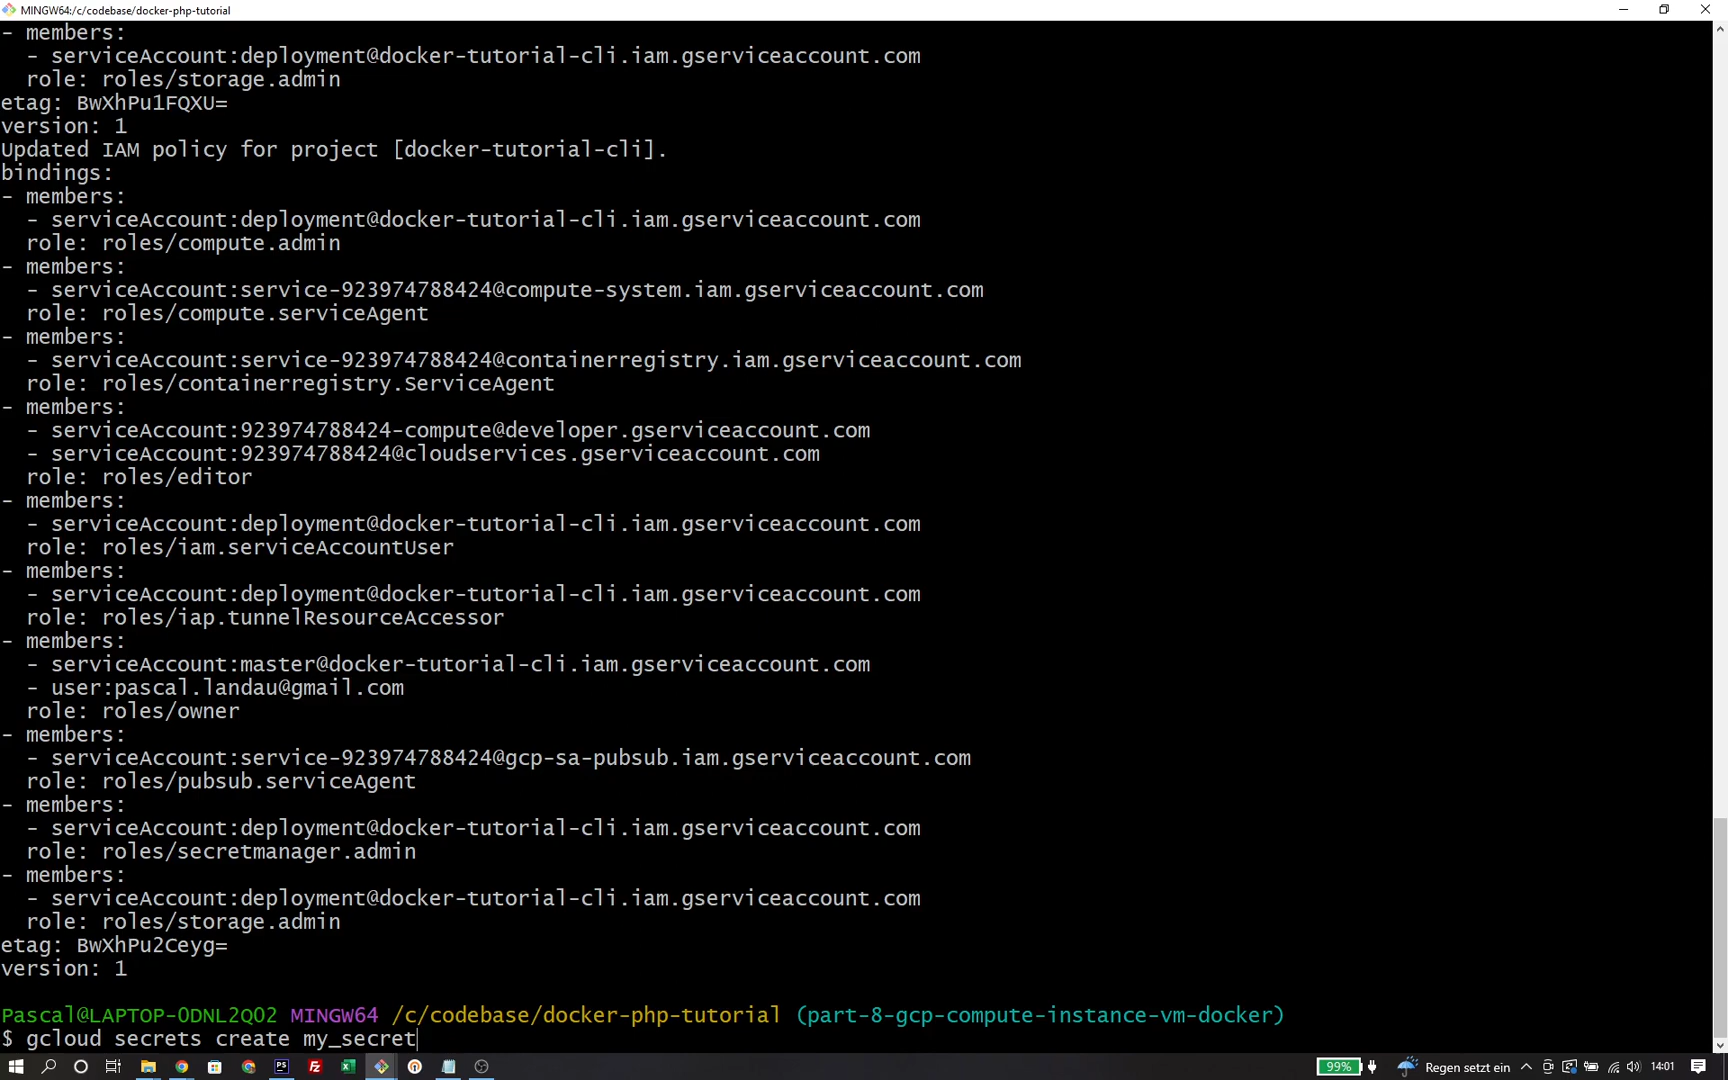 MINGW64:/c/codebase/docker-php-tutorial
- members:
  - serviceAccount:deployment@docker-tutorial-cli.iam.gserviceaccount.com
  role: roles/storage.admin
etag: BwXhPu1FQXU=
version: 1
Updated IAM policy for project [docker-tutorial-cli].
bindings:
- members:
  - serviceAccount:deployment@docker-tutorial-cli.iam.gserviceaccount.com
  role: roles/compute.admin
- members:
  - serviceAccount:service-923974788424@compute-system.iam.gserviceaccount.com
  role: roles/compute.serviceAgent
- members:
  - serviceAccount:service-923974788424@containerregistry.iam.gserviceaccount.com
  role: roles/containerregistry.ServiceAgent
- members:
  - serviceAccount:923974788424-compute@developer.gserviceaccount.com
  - serviceAccount:923974788424@cloudservices.gserviceaccount.com
  role: roles/editor
- members:
  - serviceAccount:deployment@docker-tutorial-cli.iam.gserviceaccount.com
  role: roles/iam.serviceAccountUser
- members:
  - serviceAccount:deployment@docker-tutorial-cli.iam.gserviceaccount.com
  role: roles/iap.tunnelResourceAccessor
- members:
  - serviceAccount:master@docker-tutorial-cli.iam.gserviceaccount.com
  - user:pascal.landau@gmail.com
  role: roles/owner
- members:
  - serviceAccount:service-923974788424@gcp-sa-pubsub.iam.gserviceaccount.com
  role: roles/pubsub.serviceAgent
- members:
  - serviceAccount:deployment@docker-tutorial-cli.iam.gserviceaccount.com
  role: roles/secretmanager.admin
- members:
  - serviceAccount:deployment@docker-tutorial-cli.iam.gserviceaccount.com
  role: roles/storage.admin
etag: BwXhPu2Ceyg=
version: 1
Pascal@LAPTOP-0DNL2QO2 MINGW64 /c/codebase/docker-php-tutorial (part-8-gcp-compute-instance-vm-docker)
$ gcloud secrets create my_secret
99% Regen setzt ein 14:01